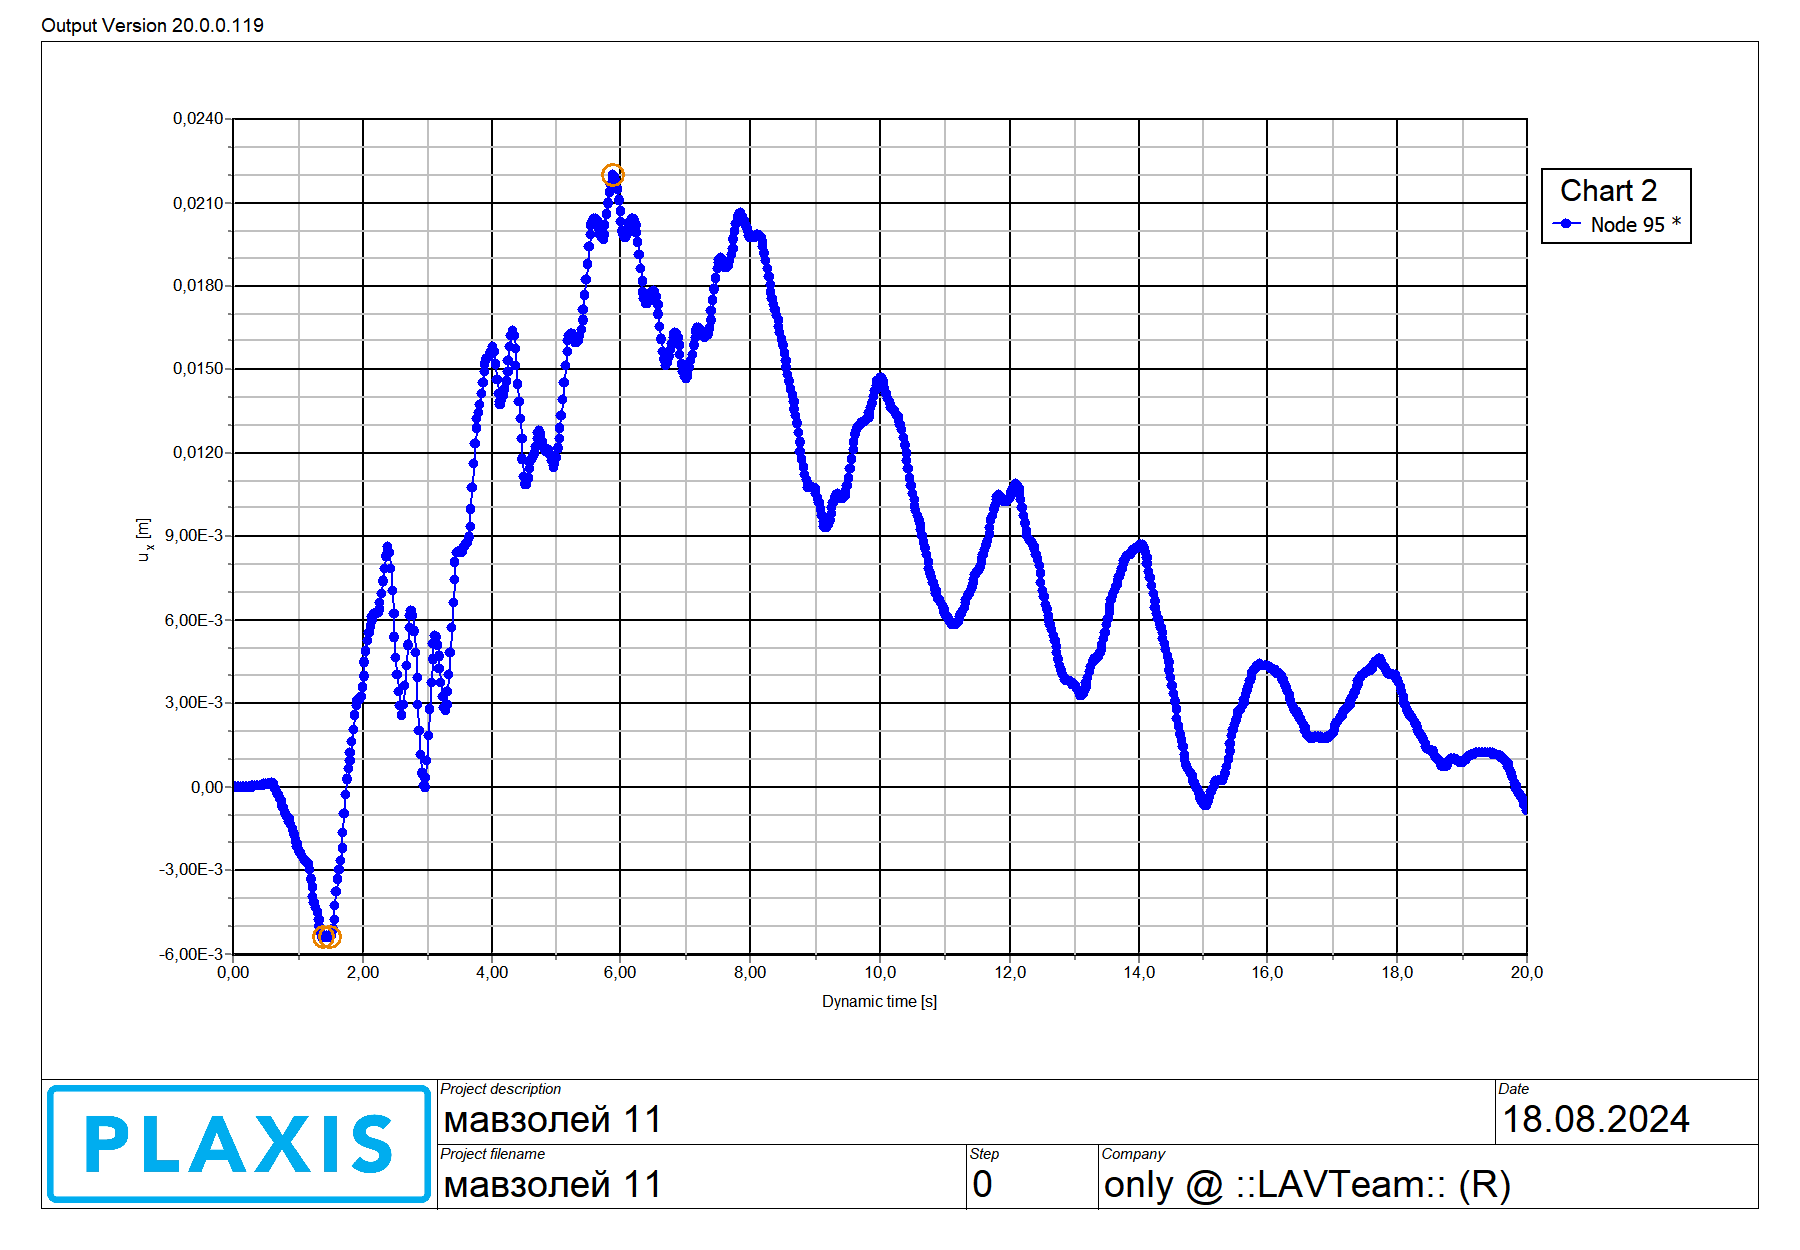 Output Version 20.0.0.119
0,0240
0,0210
0,0180
0,0150
0,0120
9,00E-3
6,00E-3
3,00E-3
0,00
-3,00E-3
-6,00E-3
u x [m]
0,00 2,00 4,00 6,00 8,00 10,0 12,0 14,0 16,0 18,0 20,0
Dynamic time [s]
Chart 2
Node 95 *
PLAXIS
Project description
мавзолей 11
Date
18.08.2024
Project filename
мавзолей 11
Step
0
Company
only @ ::LAVTeam:: (R)